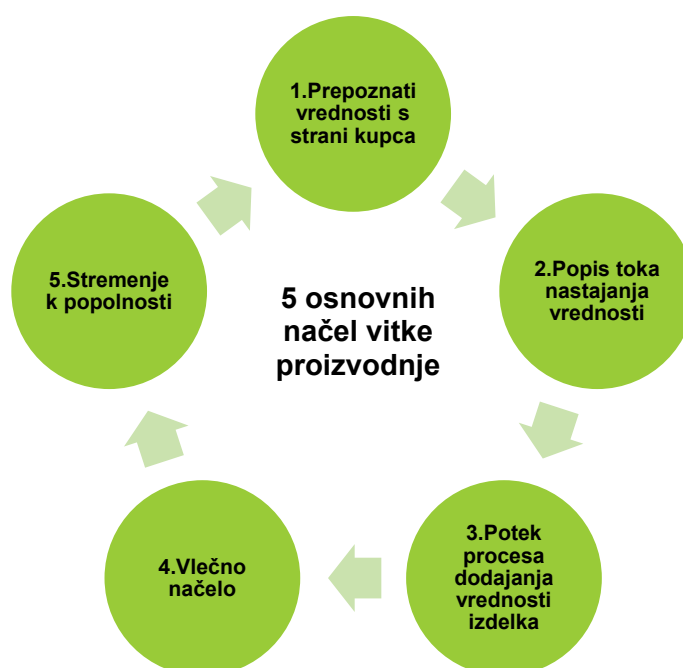 1.Prepoznati
vrednosti s
strani kupca
2.Popis toka
nastajanja
vrednosti
3.Potek
procesa
dodajanja
vrednosti
izdelka
4.Vlečno
načelo
5.Stremenje
k popolnosti
5 osnovnih
načel vitke
proizvodnje